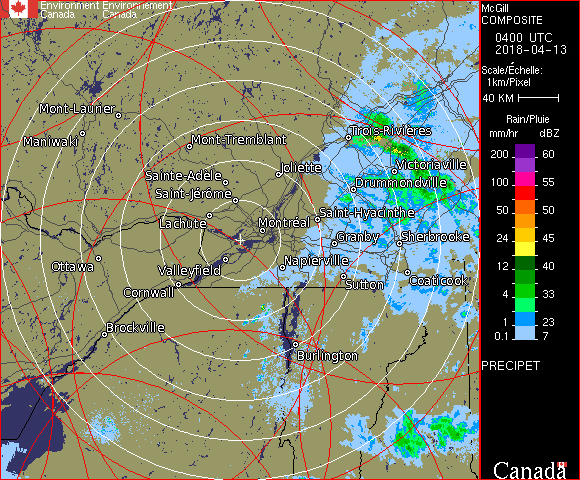 Environment Environnement
Canada Canada
McGill
COMPOSITE
0400 UTC
2018-04-13
Scale/Échelle:
1km/Pixel
40 KM
Rain/Pluie
mm/hr dBZ
200 60
100 55
50 50
24 45
12 40
4 33
1 23
0.1 7
PRECIPET
Canada
Mont-Laurier
Maniwaki
Mont-Tremblant
Trois-Rivières
Sainte-Adèle
Joliette
Victoriaville
Saint-Jérôme
Drummondville
Lachute
Montréal
Saint-Hyacinthe
Granby
Sherbrooke
Ottawa
Valleyfield
Napierville
Cornwall
Sutton
Coaticook
Brockville
Burlington